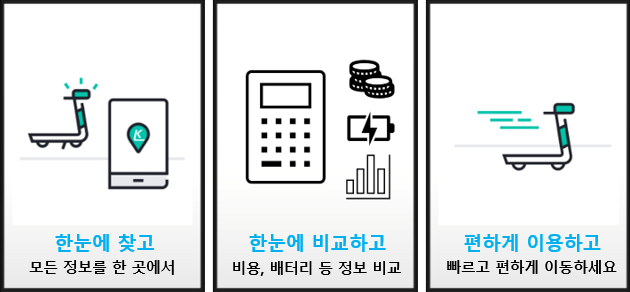 K
한눈에 찾고
모든 정보를 한 곳에서
한눈에 비교하고
비용, 배터리 등 정보 비교
편하게 이용하고
빠르고 편하게 이동하세요